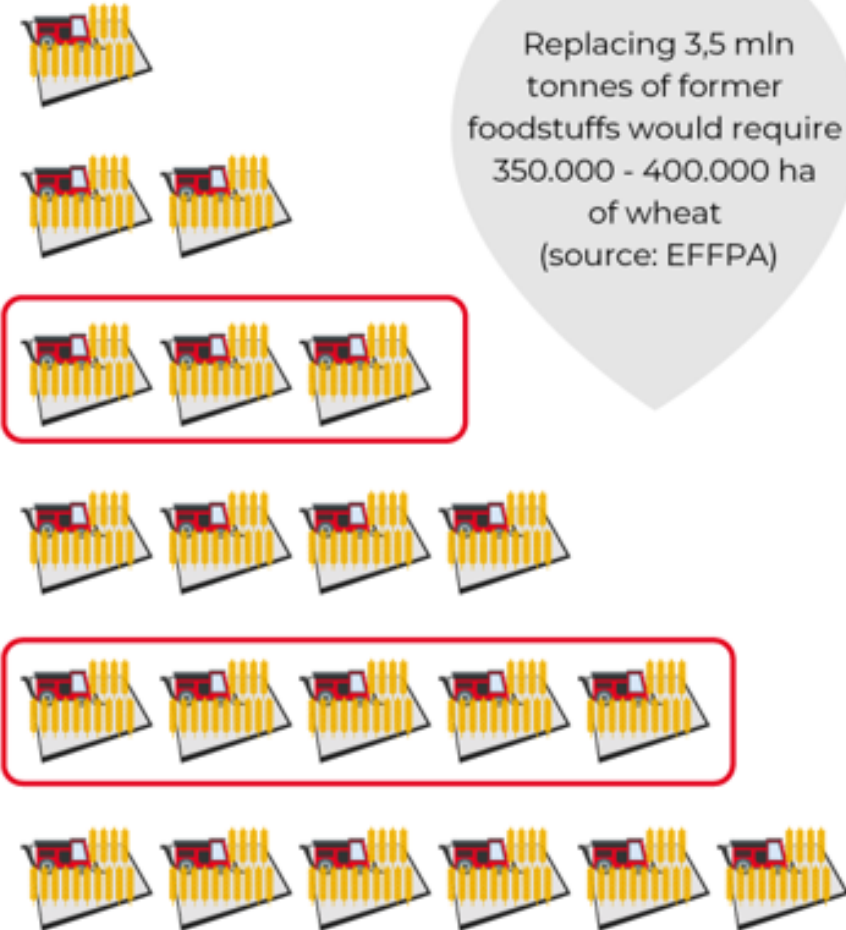 Replacing 3,5 mln
tonnes of former
foodstuffs would require
350.000 - 400.000 ha
of wheat
(source: EFFPA)